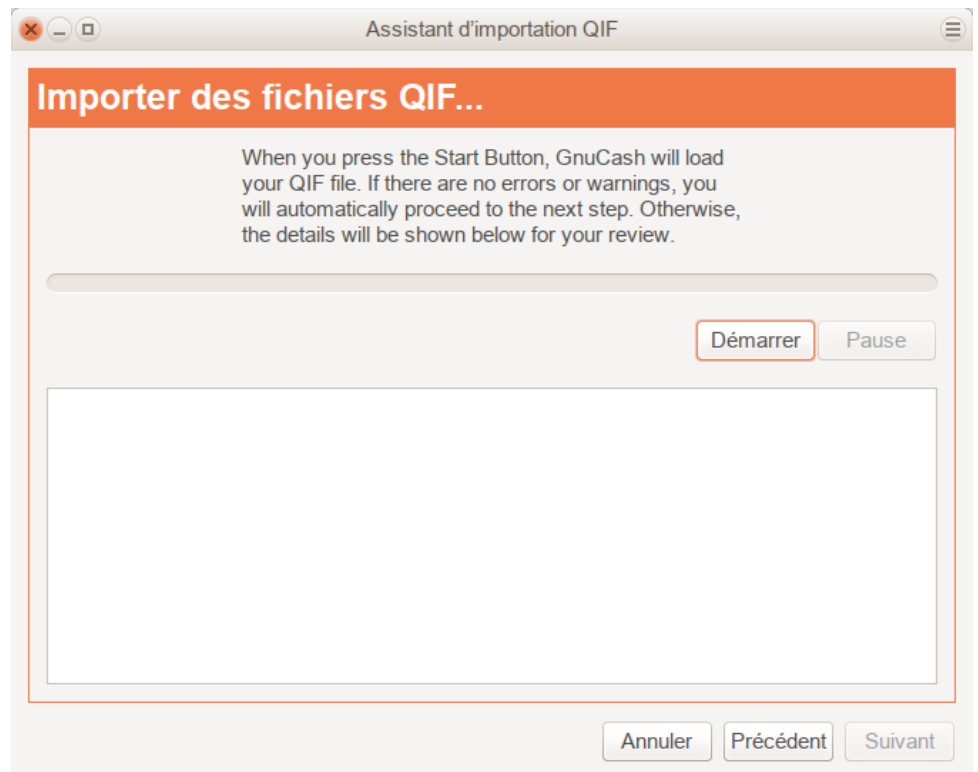 Assistant d'importation QIF
Importer des fichiers QIF...
When you press the Start Button, GnuCash will load
your QIF file. If there are no errors or warnings, you
will automatically proceed to the next step. Otherwise,
the details will be shown below for your review.
Démarrer Pause
Annuler Précédent Suivant